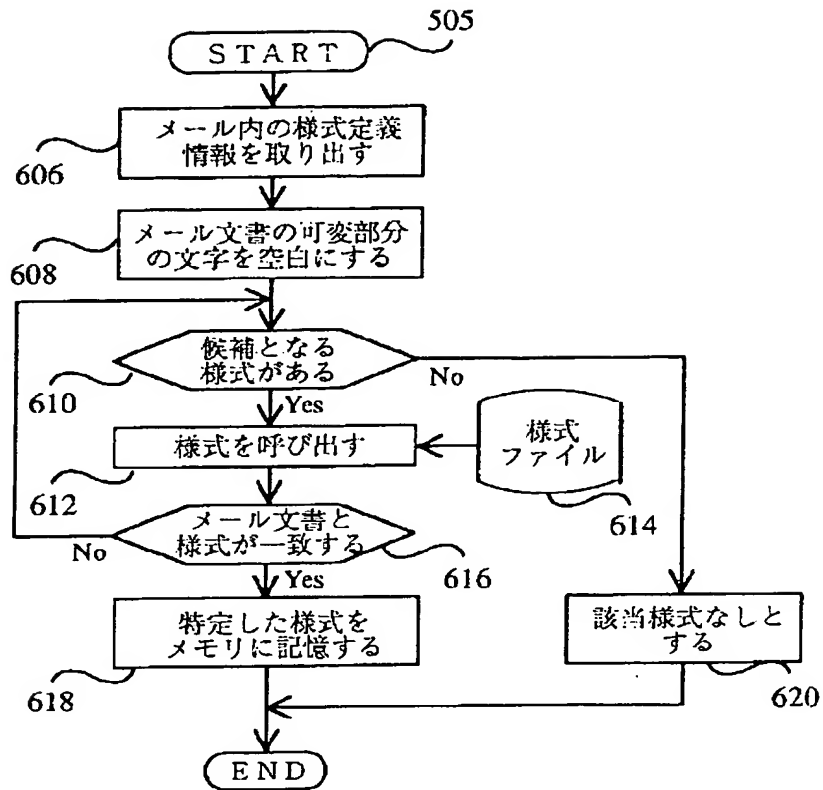 START
505
メール内の様式定義
情報を取り出す
606
メール文書の可変部分
の文字を空白にする
608
候補となる
様式がある
610
No
Yes
様式を呼び出す
612
様式
ファイル
614
メール文書と
様式が一致する
No
616
Yes
特定した様式を
メモリに記憶する
618
該当様式なしと
する
620
END